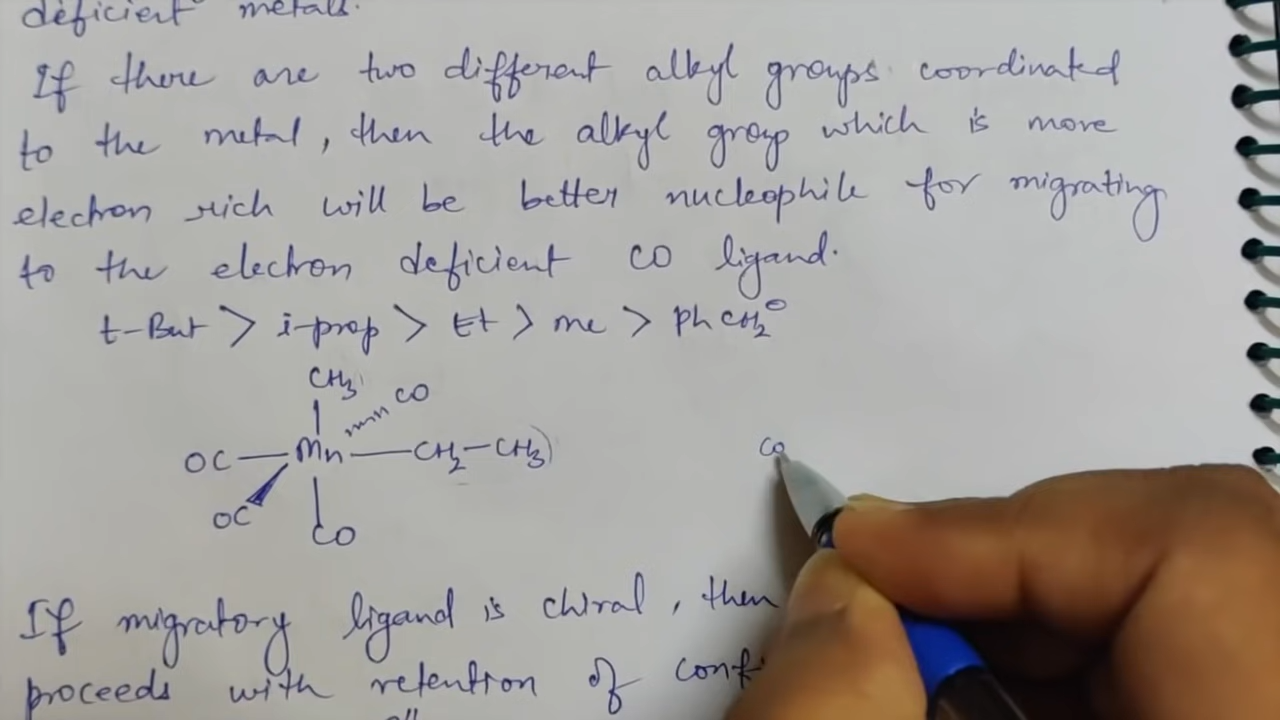 deficient metals.
If there are two different alkyl groups coordinated
to the metal, then the alkyl group which is more
electron rich will be better nucleophile for migrating
to the electron deficient CO ligand.
t-But > i-prop > Et > me > PhCH₂⊖
CH₃
CO
OC — Mn — CH₂ — CH₃
CO
OC
CO
If migratory ligand is chiral, then
proceeds with retention of conf